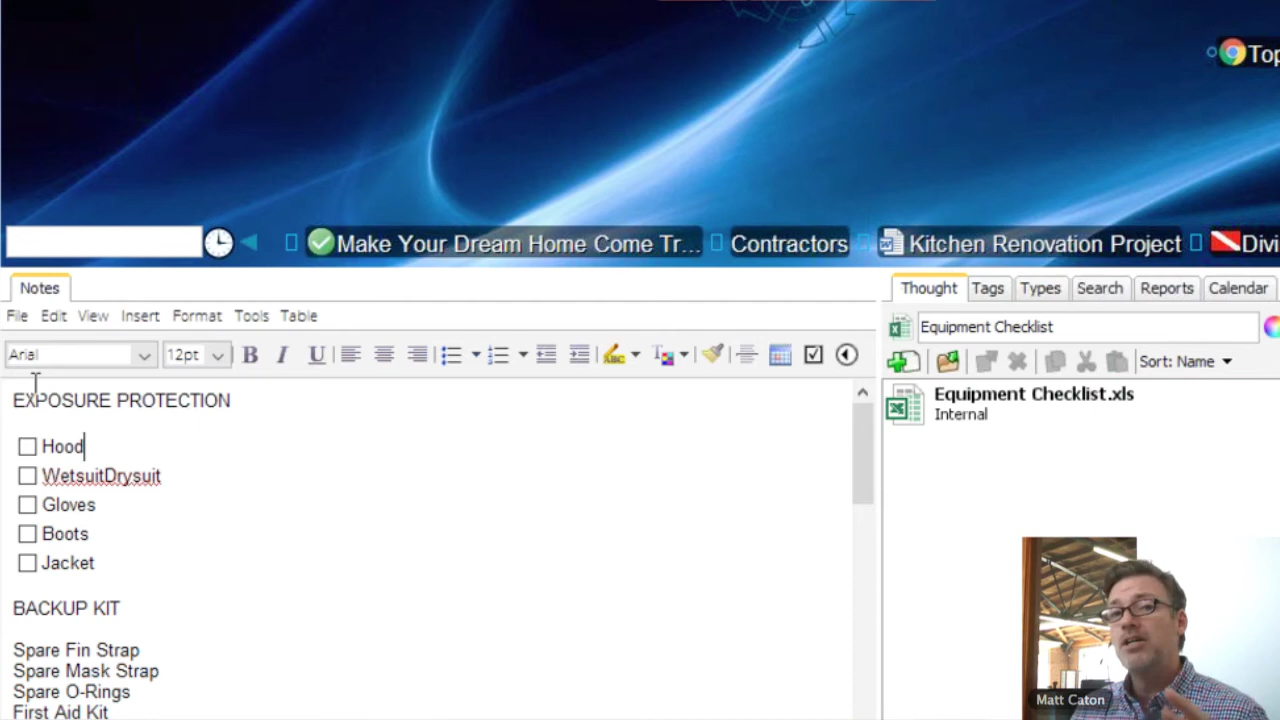 Top
Make Your Dream Home Come Tr...
Contractors
Kitchen Renovation Project
Divi
Notes
Thought
Tags
Types
Search
Reports
Calendar
File
Edit
View
Insert
Format
Tools
Table
Equipment Checklist
Arial
12pt
B
I
U
ABC
T
Sort: Name
EXPOSURE PROTECTION
Equipment Checklist.xls
Internal
Hood
WetsuitDrysuit
Gloves
Boots
Jacket
BACKUP KIT
Spare Fin Strap
Spare Mask Strap
Spare O-Rings
First Aid Kit
Matt Caton